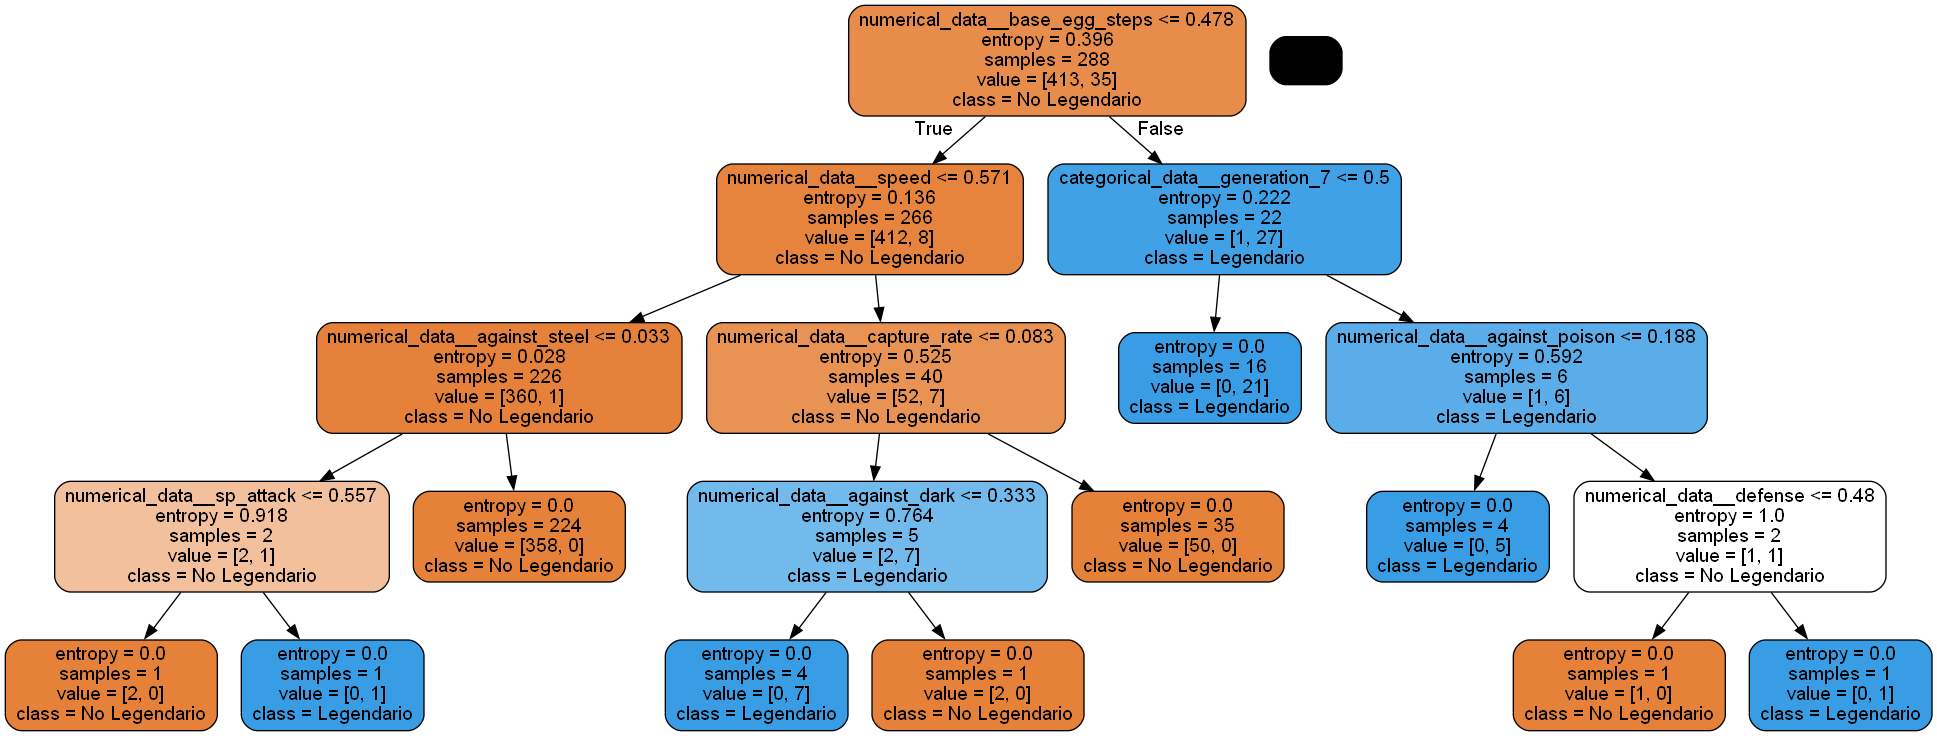 numerical_data__base_egg_steps <= 0.478
entropy = 0.396
samples = 288
value = [413, 35]
class = No Legendario
True
False
numerical_data__speed <= 0.571
entropy = 0.136
samples = 266
value = [412, 8]
class = No Legendario
categorical_data__generation_7 <= 0.5
entropy = 0.222
samples = 22
value = [1, 27]
class = Legendario
numerical_data__against_steel <= 0.033
entropy = 0.028
samples = 226
value = [360, 1]
class = No Legendario
numerical_data__capture_rate <= 0.083
entropy = 0.525
samples = 40
value = [52, 7]
class = No Legendario
entropy = 0.0
samples = 16
value = [0, 21]
class = Legendario
numerical_data__against_poison <= 0.188
entropy = 0.592
samples = 6
value = [1, 6]
class = Legendario
numerical_data__sp_attack <= 0.557
entropy = 0.918
samples = 2
value = [2, 1]
class = No Legendario
entropy = 0.0
samples = 224
value = [358, 0]
class = No Legendario
numerical_data__against_dark <= 0.333
entropy = 0.764
samples = 5
value = [2, 7]
class = Legendario
entropy = 0.0
samples = 35
value = [50, 0]
class = No Legendario
entropy = 0.0
samples = 4
value = [0, 5]
class = Legendario
numerical_data__defense <= 0.48
entropy = 1.0
samples = 2
value = [1, 1]
class = No Legendario
entropy = 0.0
samples = 1
value = [2, 0]
class = No Legendario
entropy = 0.0
samples = 1
value = [0, 1]
class = Legendario
entropy = 0.0
samples = 4
value = [0, 7]
class = Legendario
entropy = 0.0
samples = 1
value = [2, 0]
class = No Legendario
entropy = 0.0
samples = 1
value = [1, 0]
class = No Legendario
entropy = 0.0
samples = 1
value = [0, 1]
class = Legendario